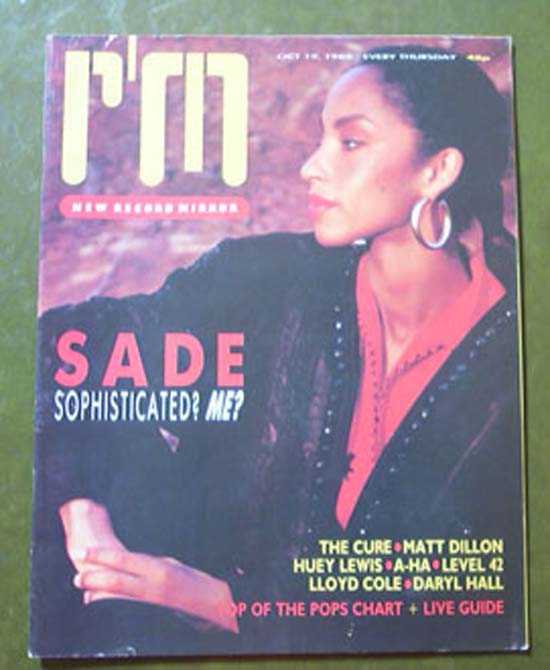 r'm
OCT 19, 1985 EVERY THURSDAY 48p
NEW RECORD MIRROR
SADE
SOPHISTICATED? ME?
THE CURE • MATT DILLON
HUEY LEWIS • A-HA • LEVEL 42
LLOYD COLE • DARYL HALL
TOP OF THE POPS CHART + LIVE GUIDE